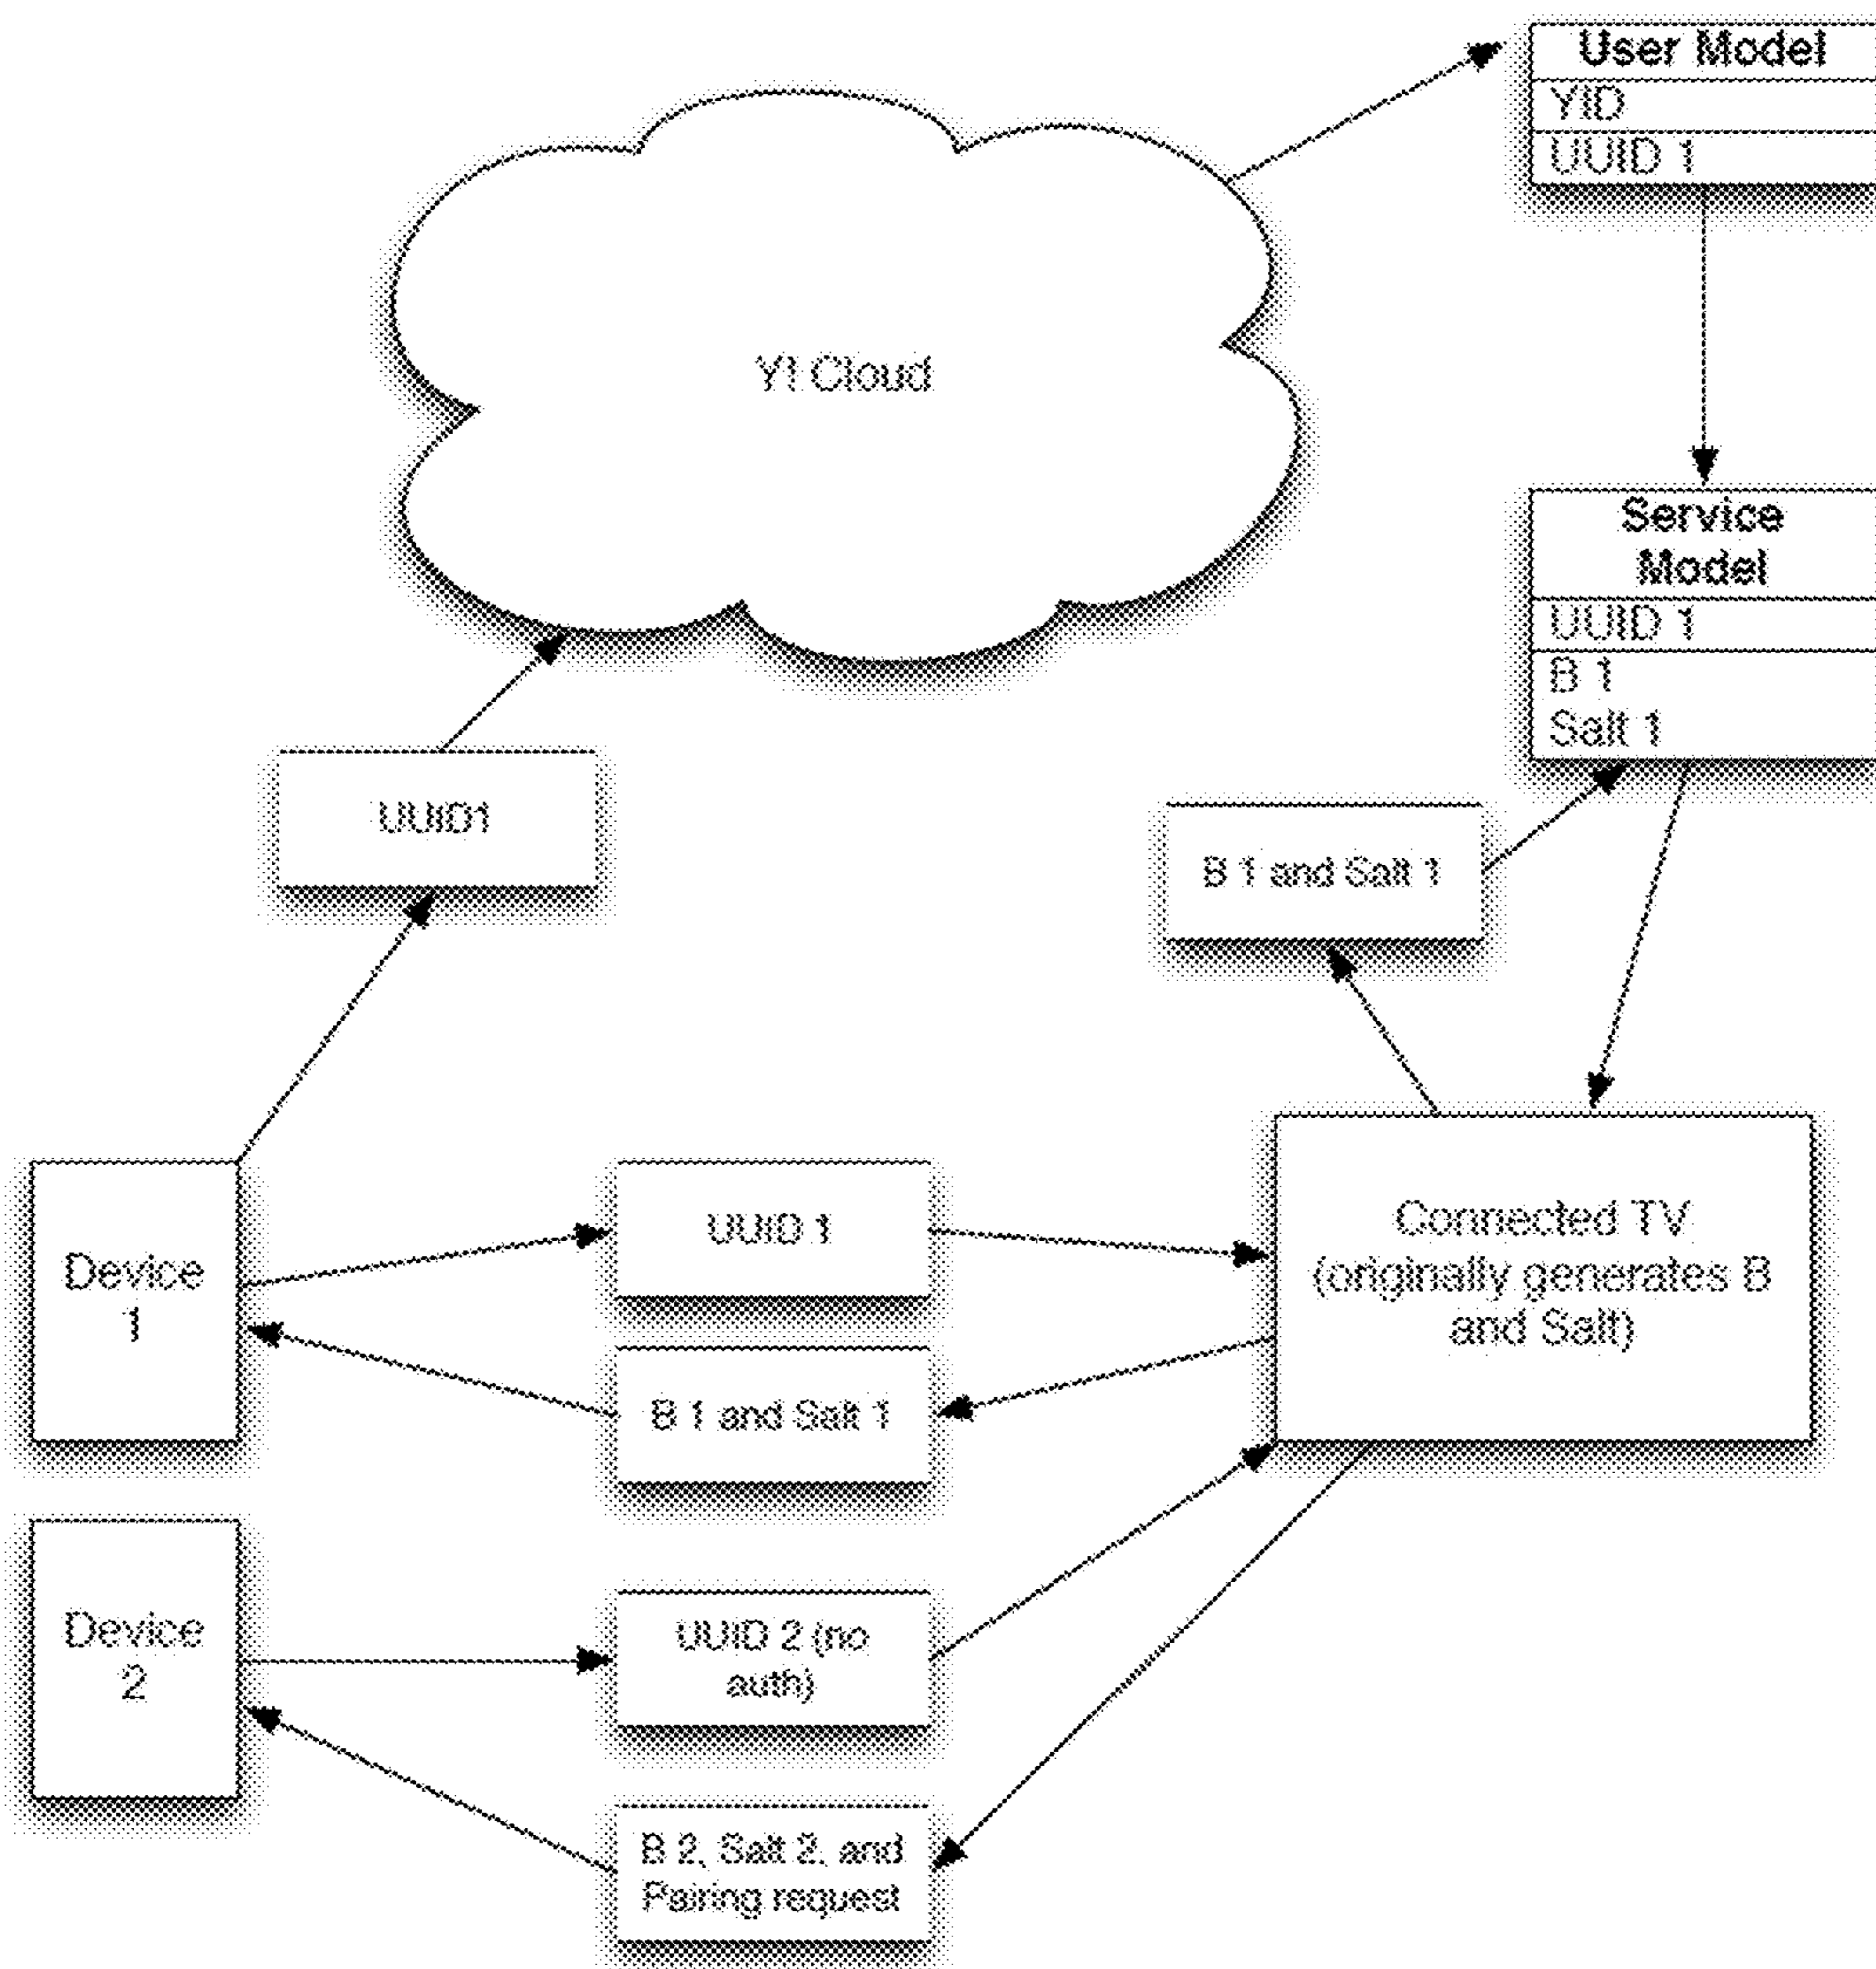 User Model
YID
UUID 1
Y! Cloud
Service
Model
UUID 1
B 1
Salt 1
UUID1
B 1 and Salt 1
Device
1
UUID 1
Connected TV
(originally generates B
and Salt)
B 1 and Salt 1
Device
2
UUID 2 (no
auth)
B 2, Salt 2, and
Pairing request